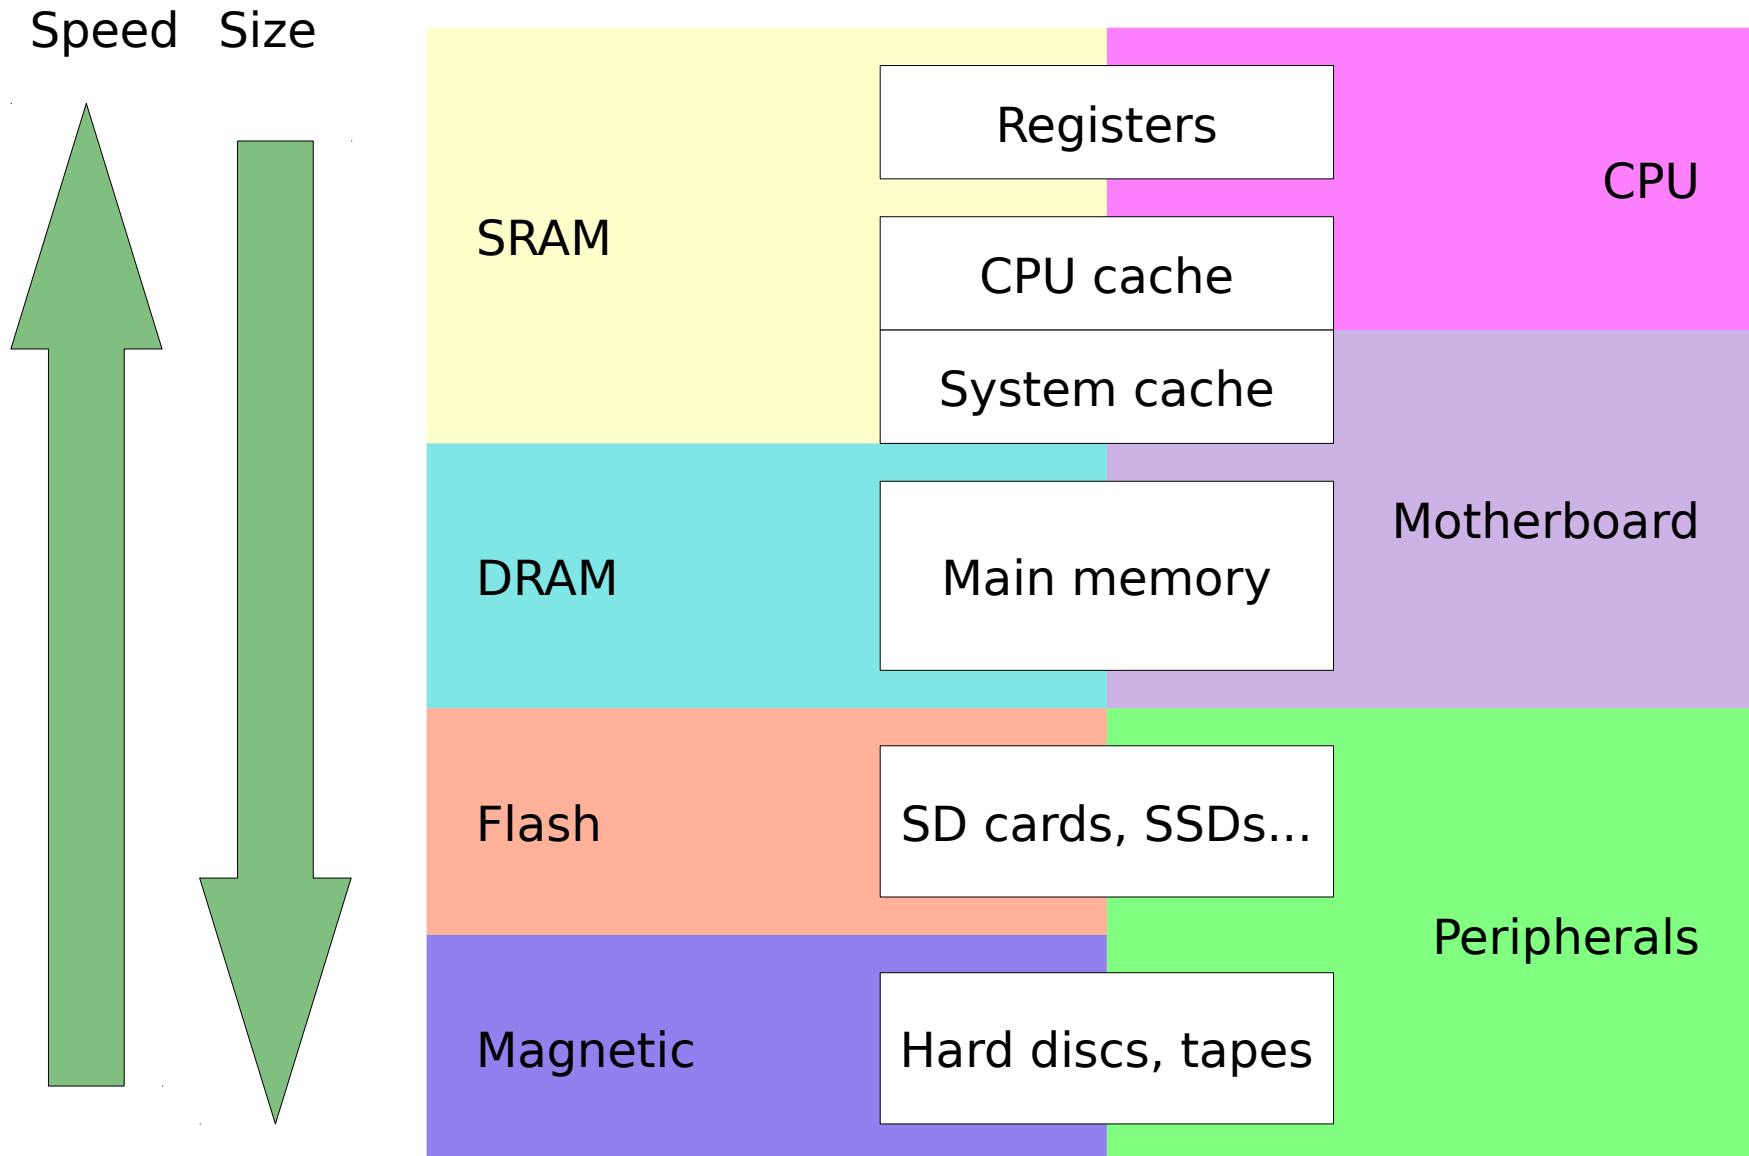 Speed
Size
Registers
CPU
SRAM
CPU cache
System cache
Motherboard
DRAM
Main memory
Flash
SD cards, SSDs...
Peripherals
Magnetic
Hard discs, tapes